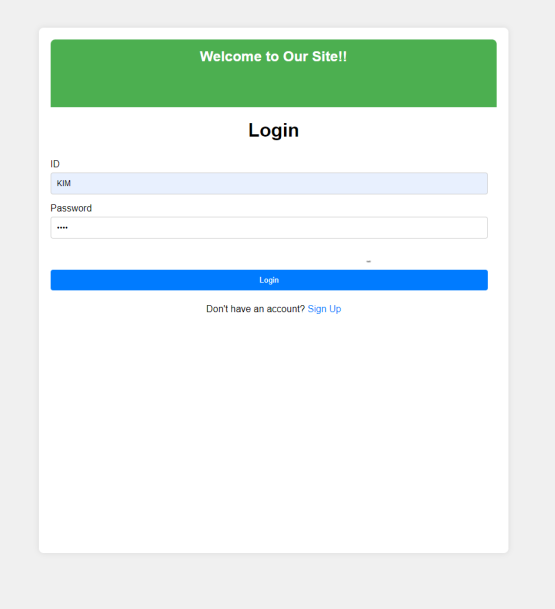 Welcome to Our Site!!
Login
ID
KIM
Password
••••
Login
Don't have an account? Sign Up